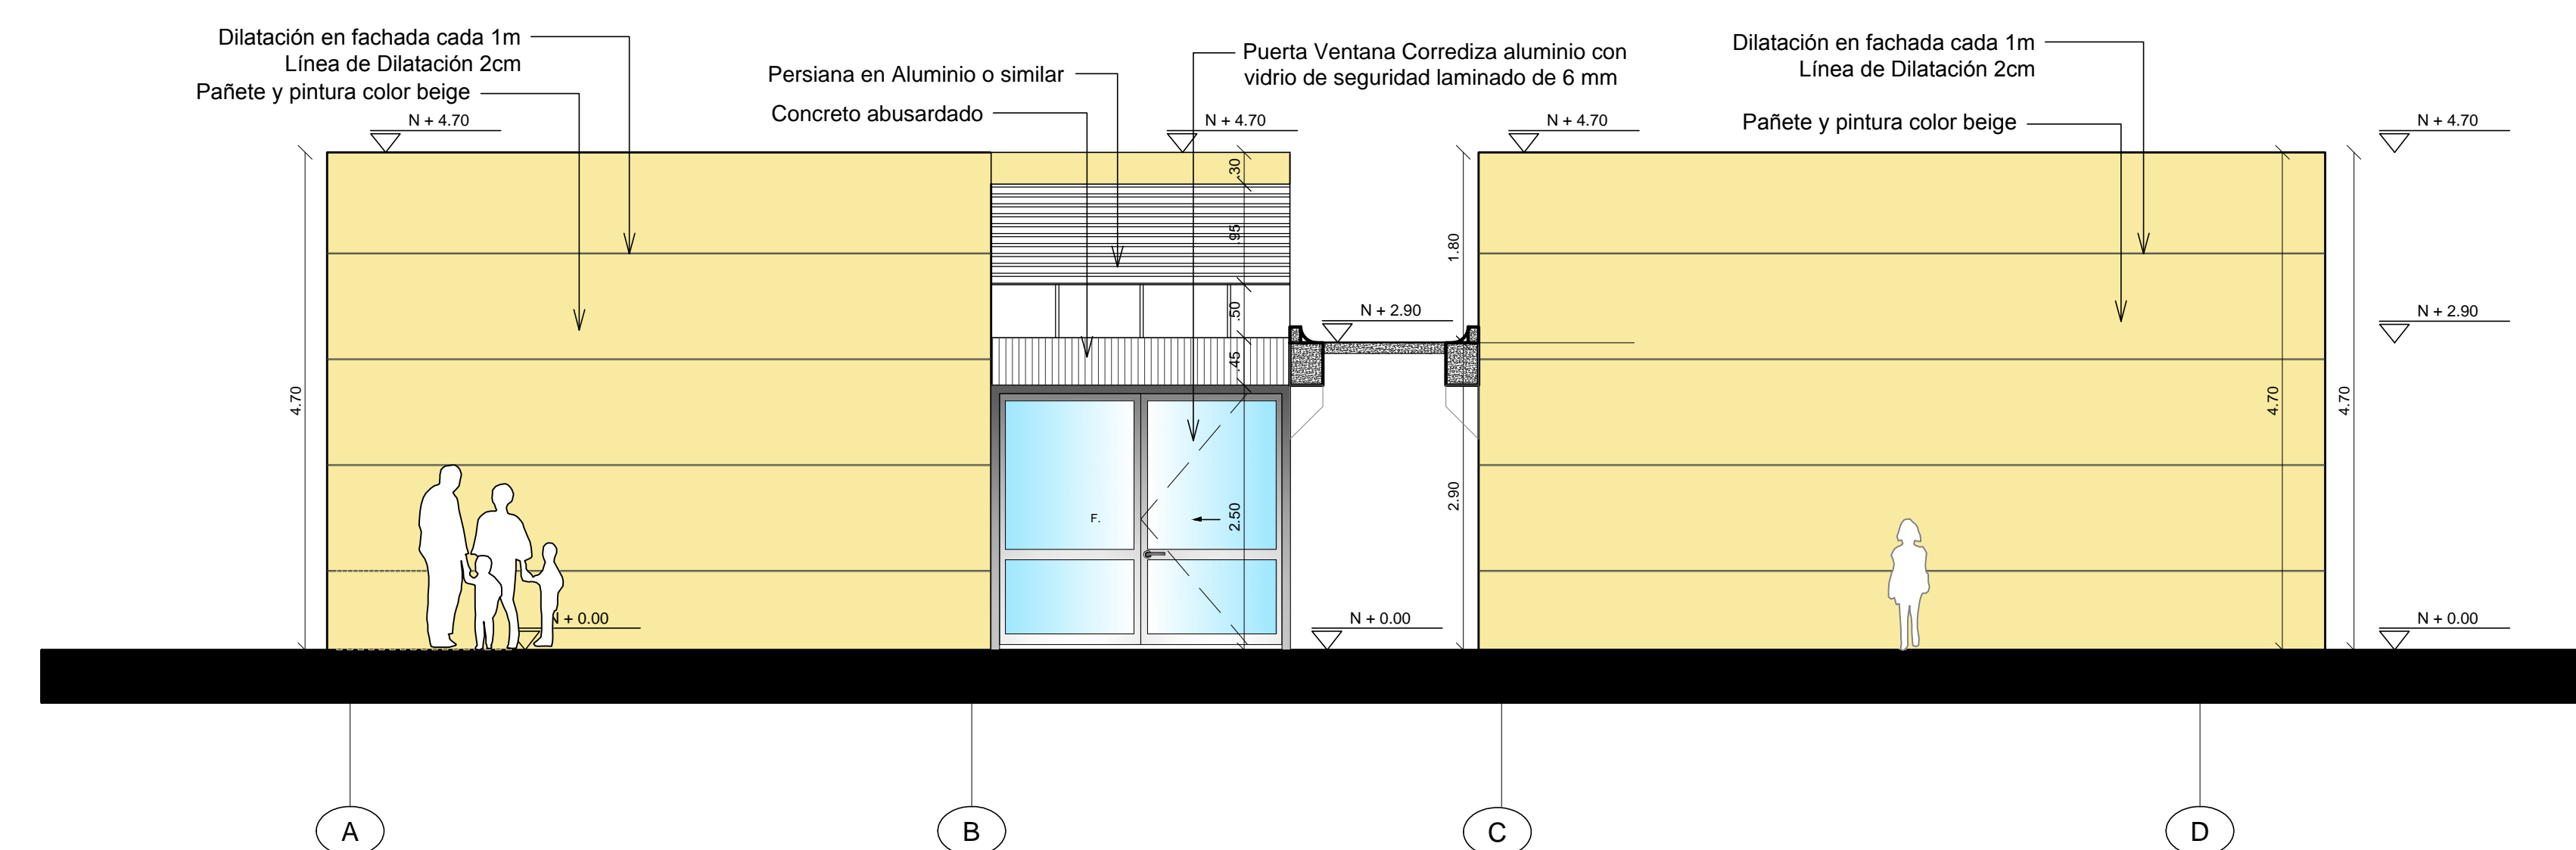 Dilatación en fachada cada 1m
Línea de Dilatación 2cm
Pañete y pintura color beige
Persiana en Aluminio o similar
Concreto abusardado
Puerta Ventana Corrediza aluminio con
vidrio de seguridad laminado de 6 mm
Dilatación en fachada cada 1m
Línea de Dilatación 2cm
Pañete y pintura color beige
N + 4.70
N + 4.70
N + 4.70
N + 4.70
.30
.95
1.80
.50
N + 2.90
N + 2.90
.45
4.70
4.70
4.70
F.
2.50
2.90
N + 0.00
N + 0.00
N + 0.00
A
B
C
D